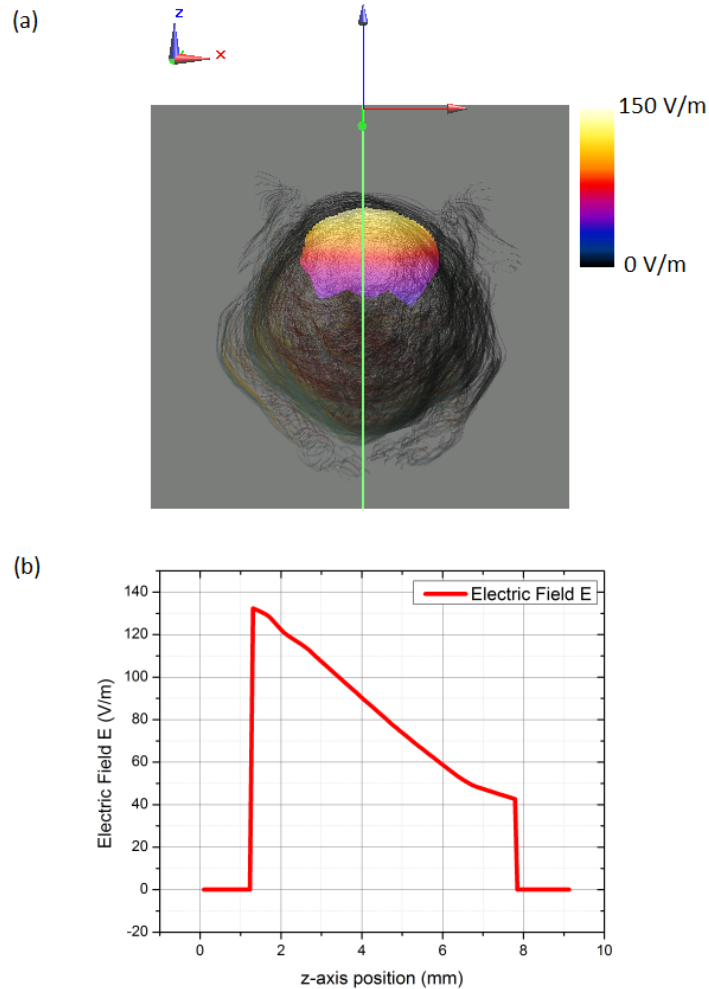 (a)
z
x
150 V/m
0 V/m
(b)
Electric Field E
140
120
100
80
60
40
20
0
-20
Electric Field E (V/m)
0 2 4 6 8 10
z-axis position (mm)